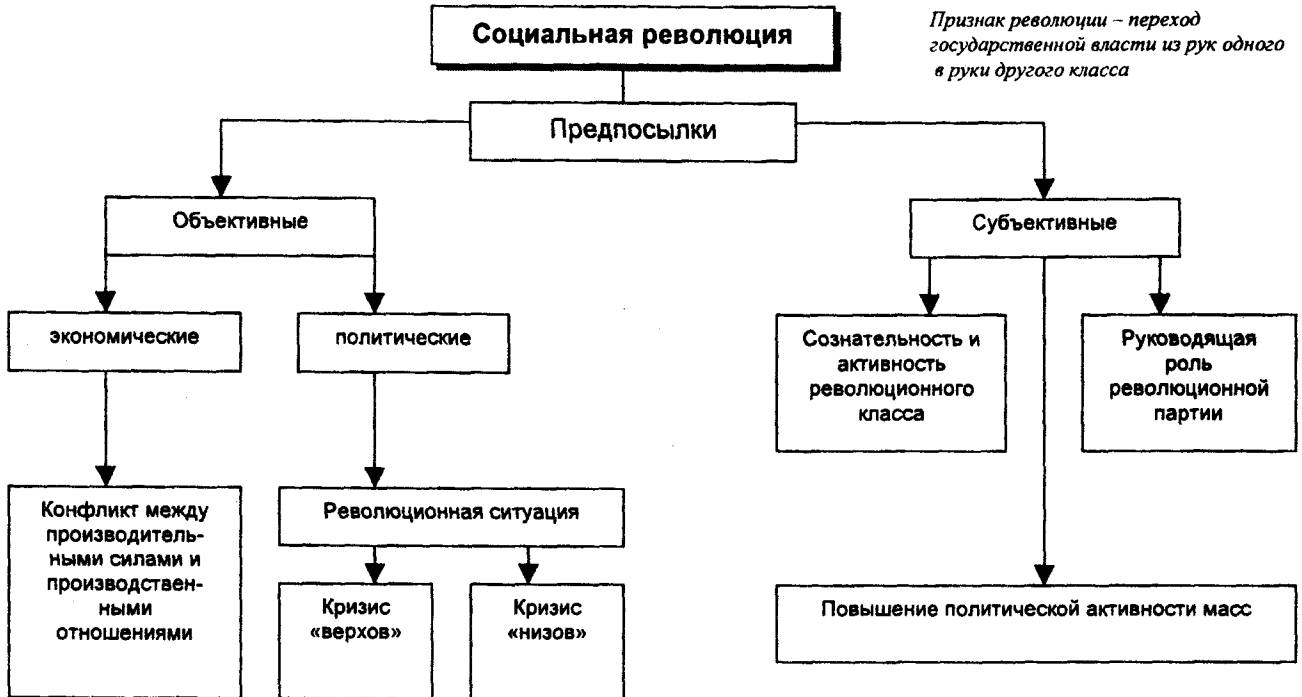 Социальная революция
Признак революции – переход
государственной власти из рук одного
в руки другого класса
Предпосылки
Объективные
Субъективные
экономические
политические
Сознательность и
активность
революционного
класса
Руководящая
роль
революционной
партии
Конфликт между
производитель-
ными силами и
производствен-
ными
отношениями
Революционная ситуация
Кризис
«верхов»
Кризис
«низов»
Повышение политической активности масс